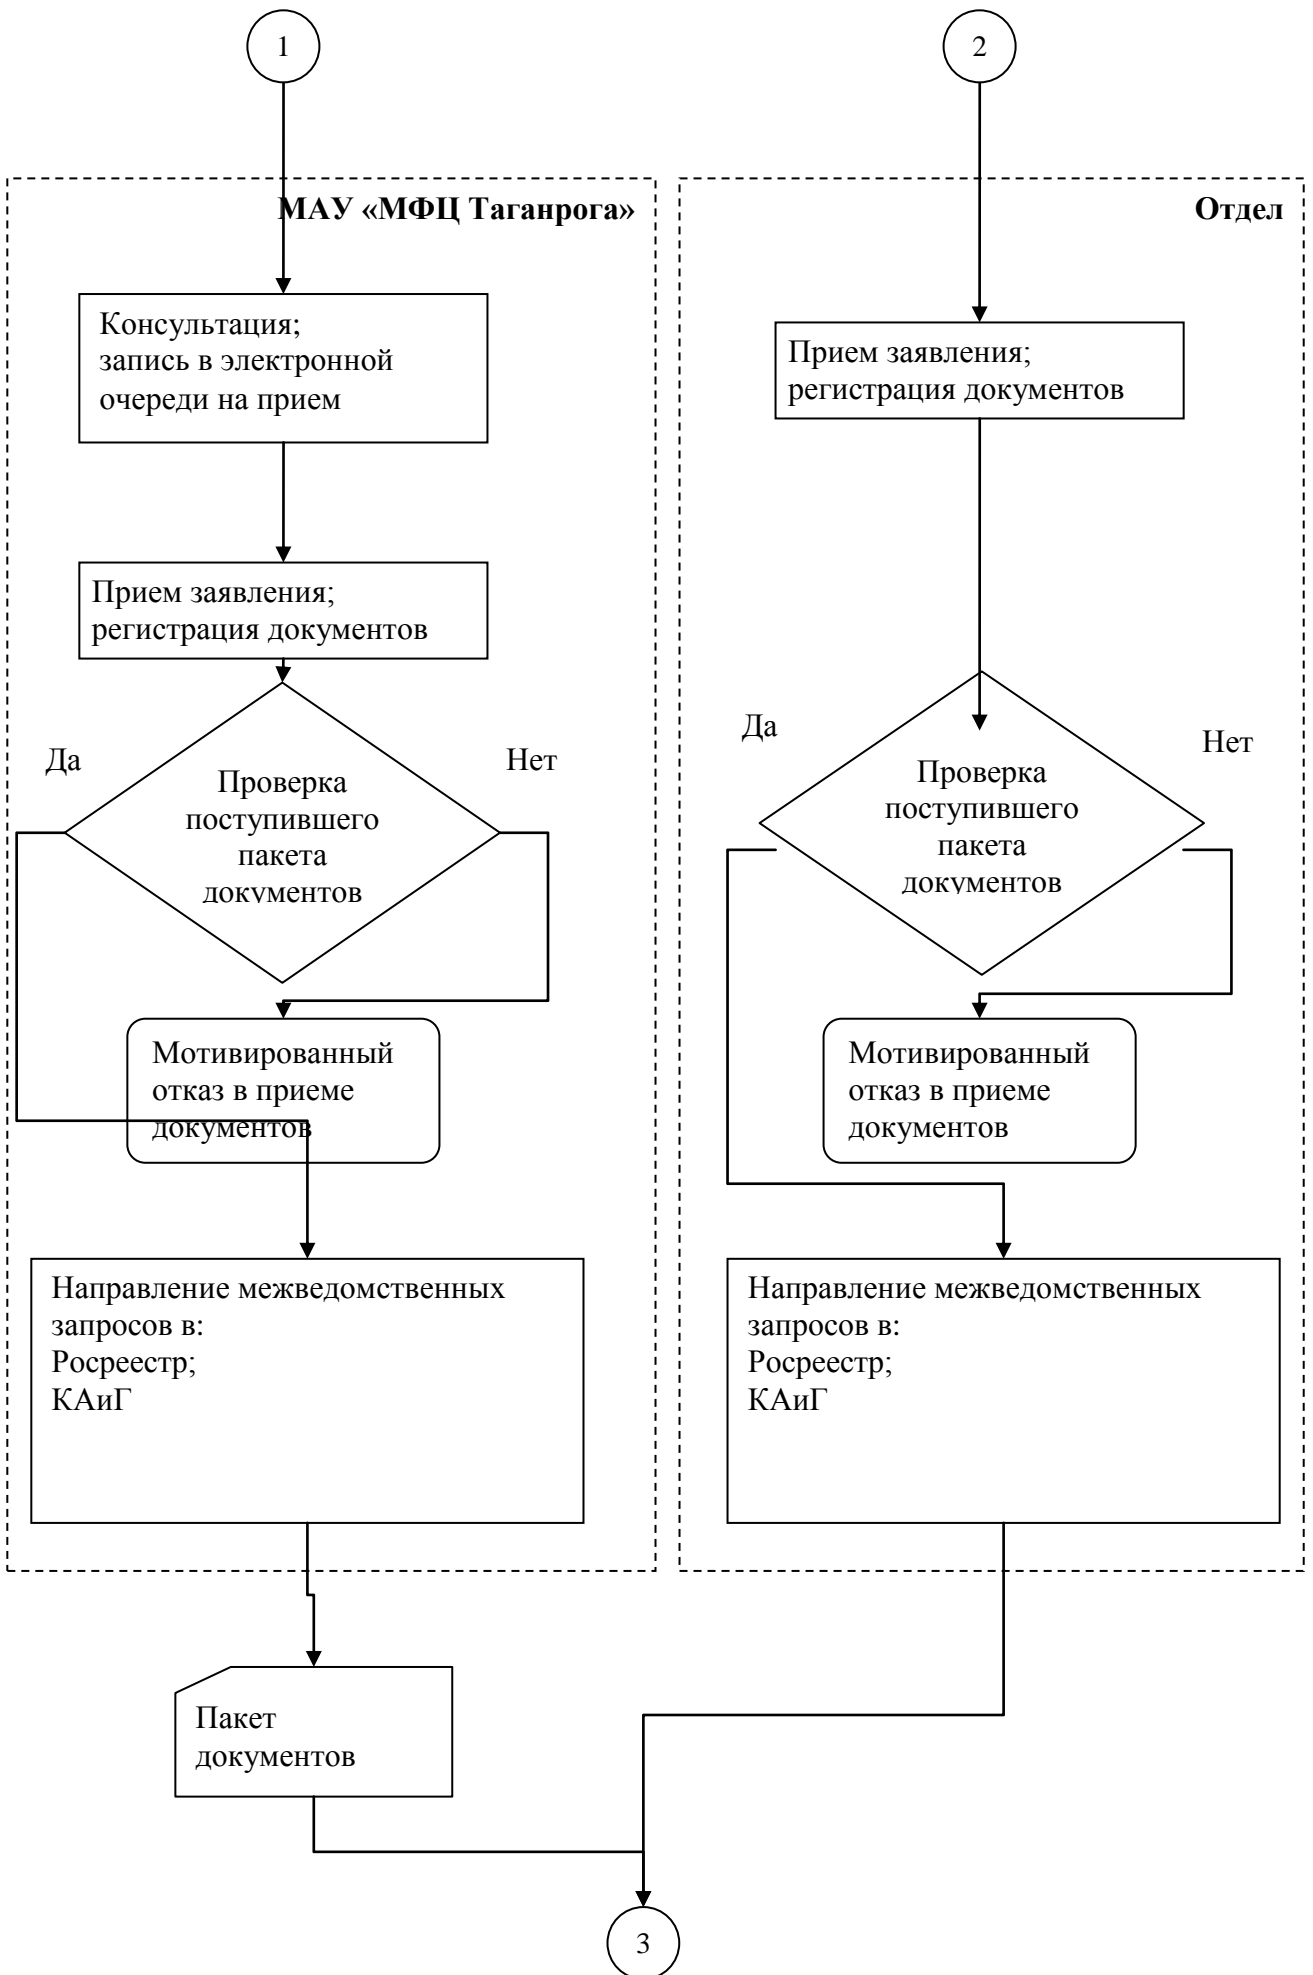 1
2
МАУ «МФЦ Таганрога»
Консультация;
запись в электронной
очереди на прием
Прием заявления;
регистрация документов
Да
Нет
Проверка
поступившего
пакета
документов
Мотивированный
отказ в приеме
документов
Направление межведомственных
запросов в:
Росреестр;
КАиГ
Пакет
документов
Отдел
Прием заявления;
регистрация документов
Да
Нет
Проверка
поступившего
пакета
документов
Мотивированный
отказ в приеме
документов
Направление межведомственных
запросов в:
Росреестр;
КАиГ
3